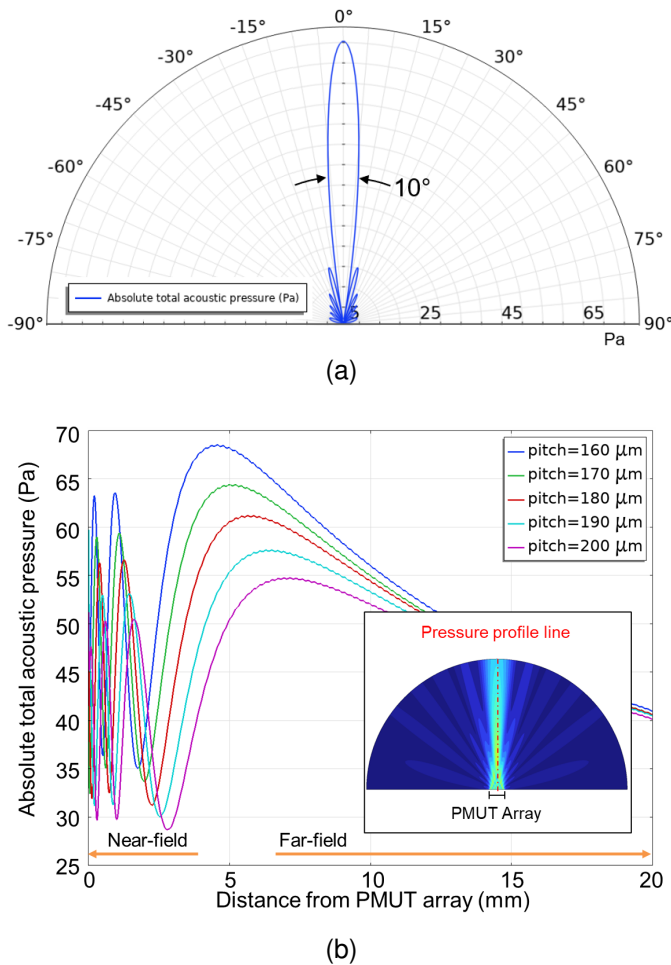 0°
-15° 15°
-30° 30°
-45° 45°
-60° 60°
10°
-75° 75°
Absolute total acoustic pressure (Pa)
-90° 5 25 45 65 90°
Pa
(a)
Absolute total acoustic pressure (Pa)
70
65
60
55
50
45
40
35
30
25
pitch=160 μm
pitch=170 μm
pitch=180 μm
pitch=190 μm
pitch=200 μm
Pressure profile line
PMUT Array
Near-field Far-field
0 5 10 15 20
Distance from PMUT array (mm)
(b)